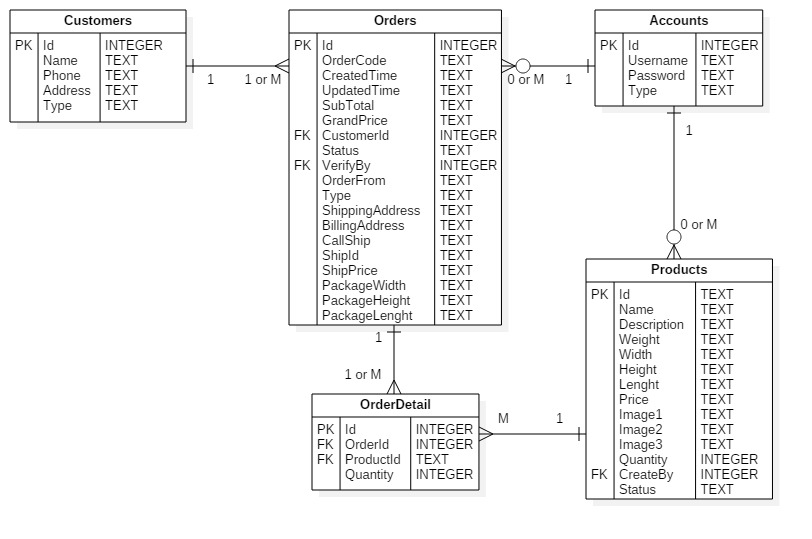 Customers
PK Id INTEGER
Name TEXT
Phone TEXT
Address TEXT
Type TEXT
1 1 or M
Orders
PK Id INTEGER
OrderCode TEXT
CreatedTime TEXT
UpdatedTime TEXT
SubTotal TEXT
GrandPrice TEXT
FK CustomerId INTEGER
Status TEXT
FK VerifyBy INTEGER
OrderFrom TEXT
Type TEXT
ShippingAddress TEXT
BillingAddress TEXT
CallShip TEXT
ShipId TEXT
ShipPrice TEXT
PackageWidth TEXT
PackageHeight TEXT
PackageLenght TEXT
0 or M 1
Accounts
PK Id INTEGER
Username TEXT
Password TEXT
Type TEXT
1
0 or M
Products
PK Id TEXT
Name TEXT
Description TEXT
Weight TEXT
Width TEXT
Height TEXT
Lenght TEXT
Price TEXT
Image1 TEXT
Image2 TEXT
Image3 TEXT
Quantity INTEGER
FK CreateBy INTEGER
Status TEXT
1
1 or M
OrderDetail
PK Id INTEGER
FK OrderId INTEGER
FK ProductId TEXT
Quantity INTEGER
M 1